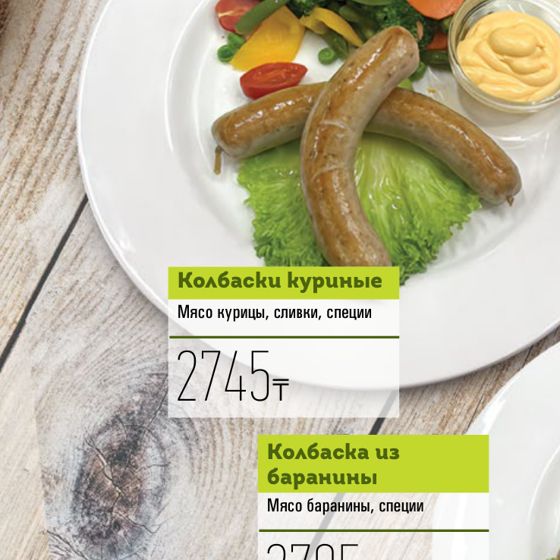 Колбаски куриные
Мясо курицы, сливки, специи
2745₸
Колбаска из
баранины
Мясо баранины, специи